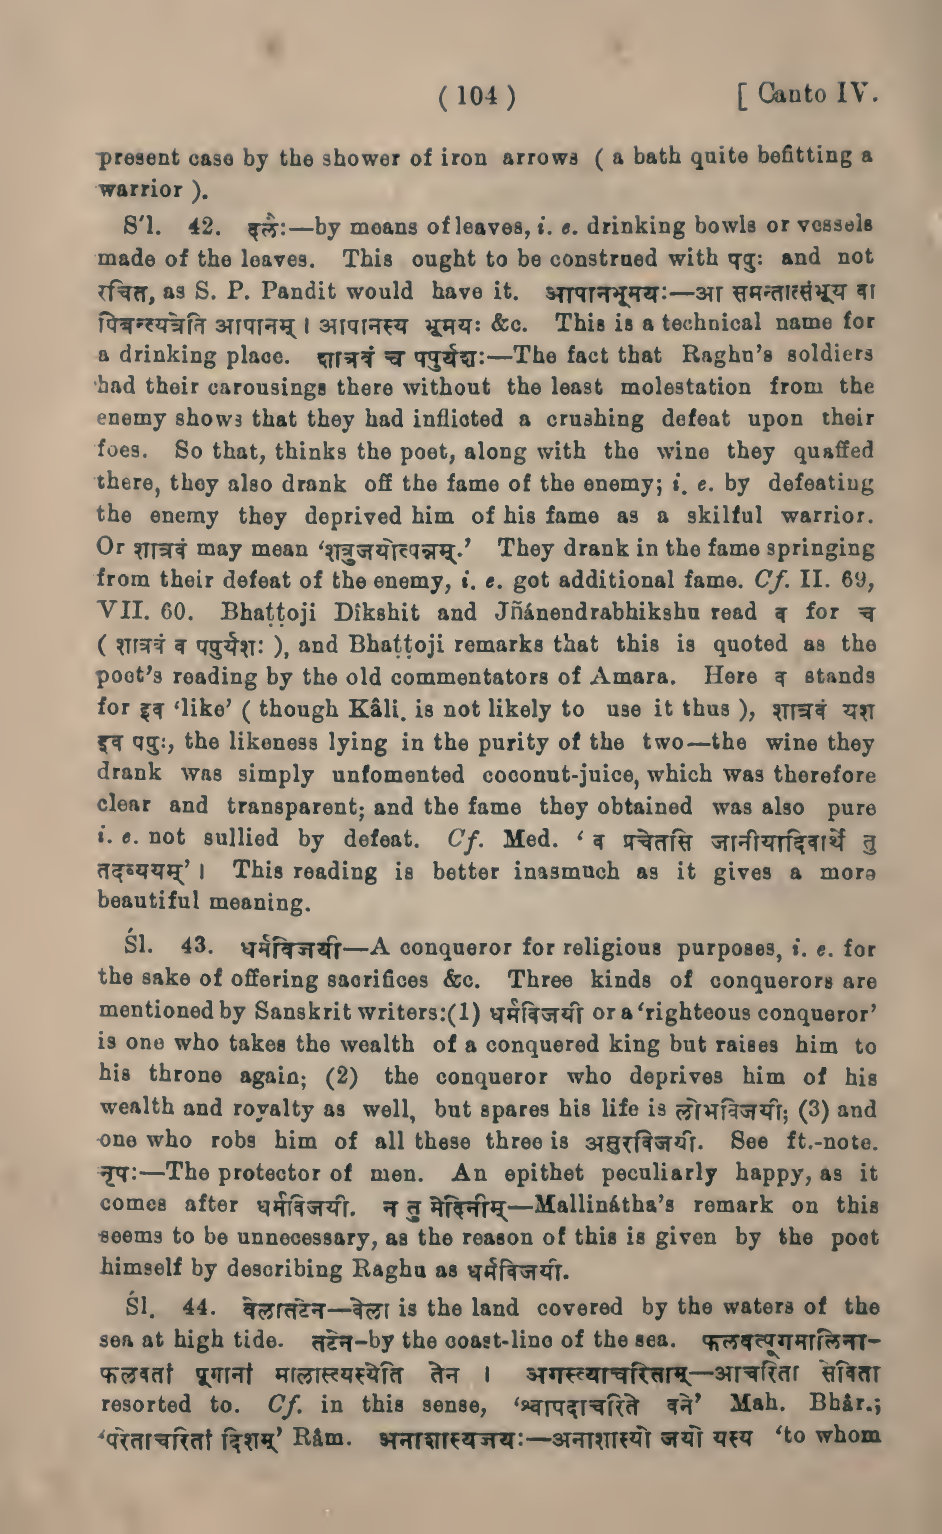 ( 104 ) [ Canto IV.
present case by the shower of iron arrows ( a bath quite befitting a
warrior ).
S'l. 42. दलैः:—by means of leaves, i. e. drinking bowls or vessels
made of the leaves. This ought to be construed with पपुः and not
रचित, as S. P. Pandit would have it. आपानभूमयः—आ समन्तात्संभूय वा
पिबन्त्यत्रेति आपानम् । आपानस्य भूमयः &c. This is a technical name for
a drinking place. शात्रवं च पपुर्यशः—The fact that Raghu's soldiers
had their carousings there without the least molestation from the
enemy shows that they had inflicted a crushing defeat upon their
foes. So that, thinks the poet, along with the wine they quaffed
there, they also drank off the fame of the enemy; i. e. by defeating
the enemy they deprived him of his fame as a skilful warrior.
Or शात्रवं may mean ‘शत्रुजयोत्पन्नम्.’ They drank in the fame springing
from their defeat of the enemy, i. e. got additional fame. Cf. II. 69,
VII. 60. Bhaṭṭoji Dîkshit and Jñánendrabhikshu read व for च
( शात्रवं व पपुर्यशः ), and Bhaṭṭoji remarks that this is quoted as the
poet's reading by the old commentators of Amara. Here व stands
for इव ‘like’ ( though Kâli. is not likely to use it thus ), शात्रवं यश
इव पपुः, the likeness lying in the purity of the two—the wine they
drank was simply unfomented coconut-juice, which was therefore
clear and transparent; and the fame they obtained was also pure
i. e. not sullied by defeat. Cf. Med. ‘ व प्रचेतसि जानीयादिवार्थे तु
तदव्ययम्’ । This reading is better inasmuch as it gives a more
beautiful meaning.
Śl. 43. धर्मविजयी—A conqueror for religious purposes, i. e. for
the sake of offering sacrifices &c. Three kinds of conquerors are
mentioned by Sanskrit writers:(1) धर्मविजयी or a ‘righteous conqueror’
is one who takes the wealth of a conquered king but raises him to
his throne again; (2) the conqueror who deprives him of his
wealth and royalty as well, but spares his life is लोभविजयी; (3) and
one who robs him of all these three is असुरविजयी. See ft.-note.
नृपः—The protector of men. An epithet peculiarly happy, as it
comes after धर्मविजयी. न तु मेदिनीम्—Mallinátha's remark on this
seems to be unnecessary, as the reason of this is given by the poet
himself by describing Raghu as धर्मविजयी.
Śl. 44. वेलातटेन—वेला is the land covered by the waters of the
sea at high tide. तटेन-by the coast-line of the sea. फलवत्पूगमालिना-
फलवतां पूगानां मालास्त्यस्येति तेन । अगस्त्याचरिताम्—आचरिता सेविता
resorted to. Cf. in this sense, ‘श्वापदाचरिते वने’ Mah. Bhâr.;
‘परेताचरितां दिशम्’ Râm. अनाशास्यजयः—अनाशास्यो जयो यस्य ‘to whom